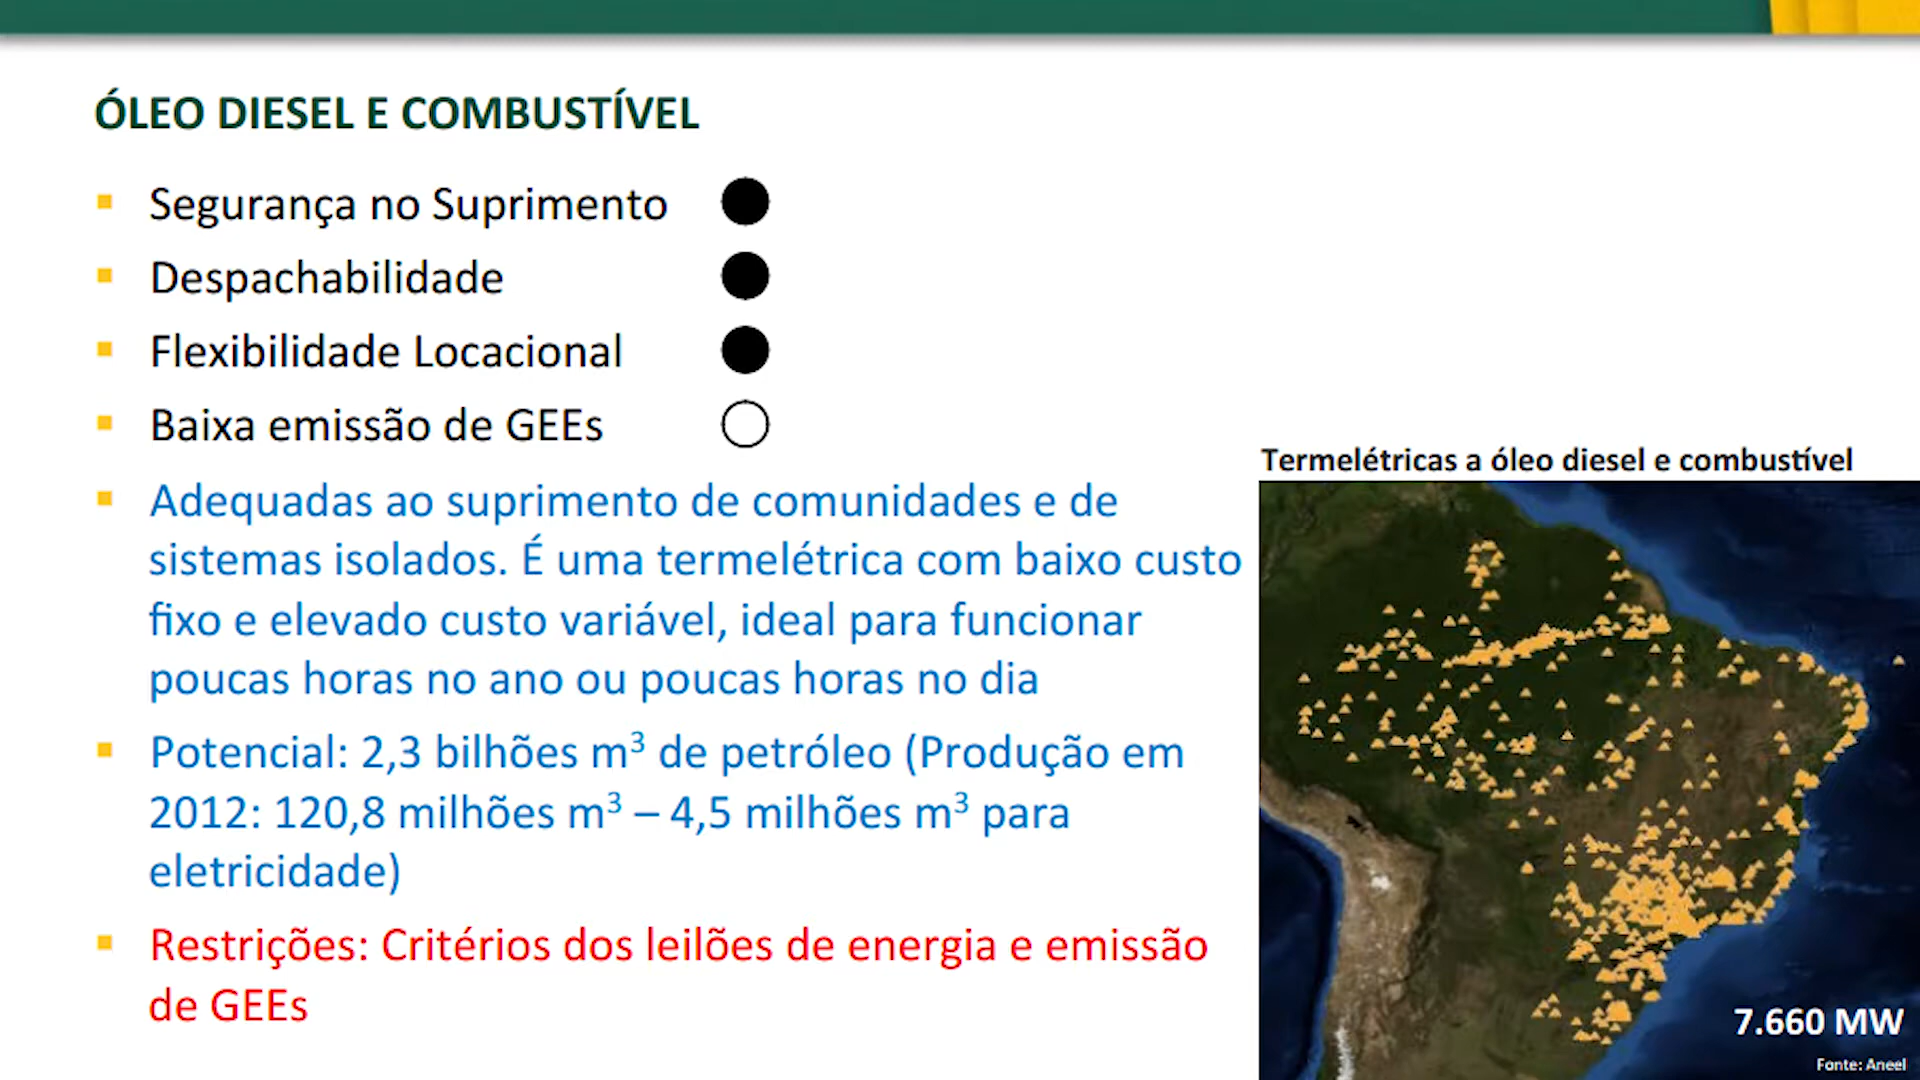 ÓLEO DIESEL E COMBUSTÍVEL
Segurança no Suprimento
Despachabilidade
Flexibilidade Locacional
Baixa emissão de GEEs
Adequadas ao suprimento de comunidades e de
sistemas isolados. É uma termelétrica com baixo custo
fixo e elevado custo variável, ideal para funcionar
poucas horas no ano ou poucas horas no dia
Potencial: 2,3 bilhões m³ de petróleo (Produção em
2012: 120,8 milhões m³ – 4,5 milhões m³ para
eletricidade)
Restrições: Critérios dos leilões de energia e emissão
de GEEs
Termelétricas a óleo diesel e combustível
7.660 MW
Fonte: Aneel